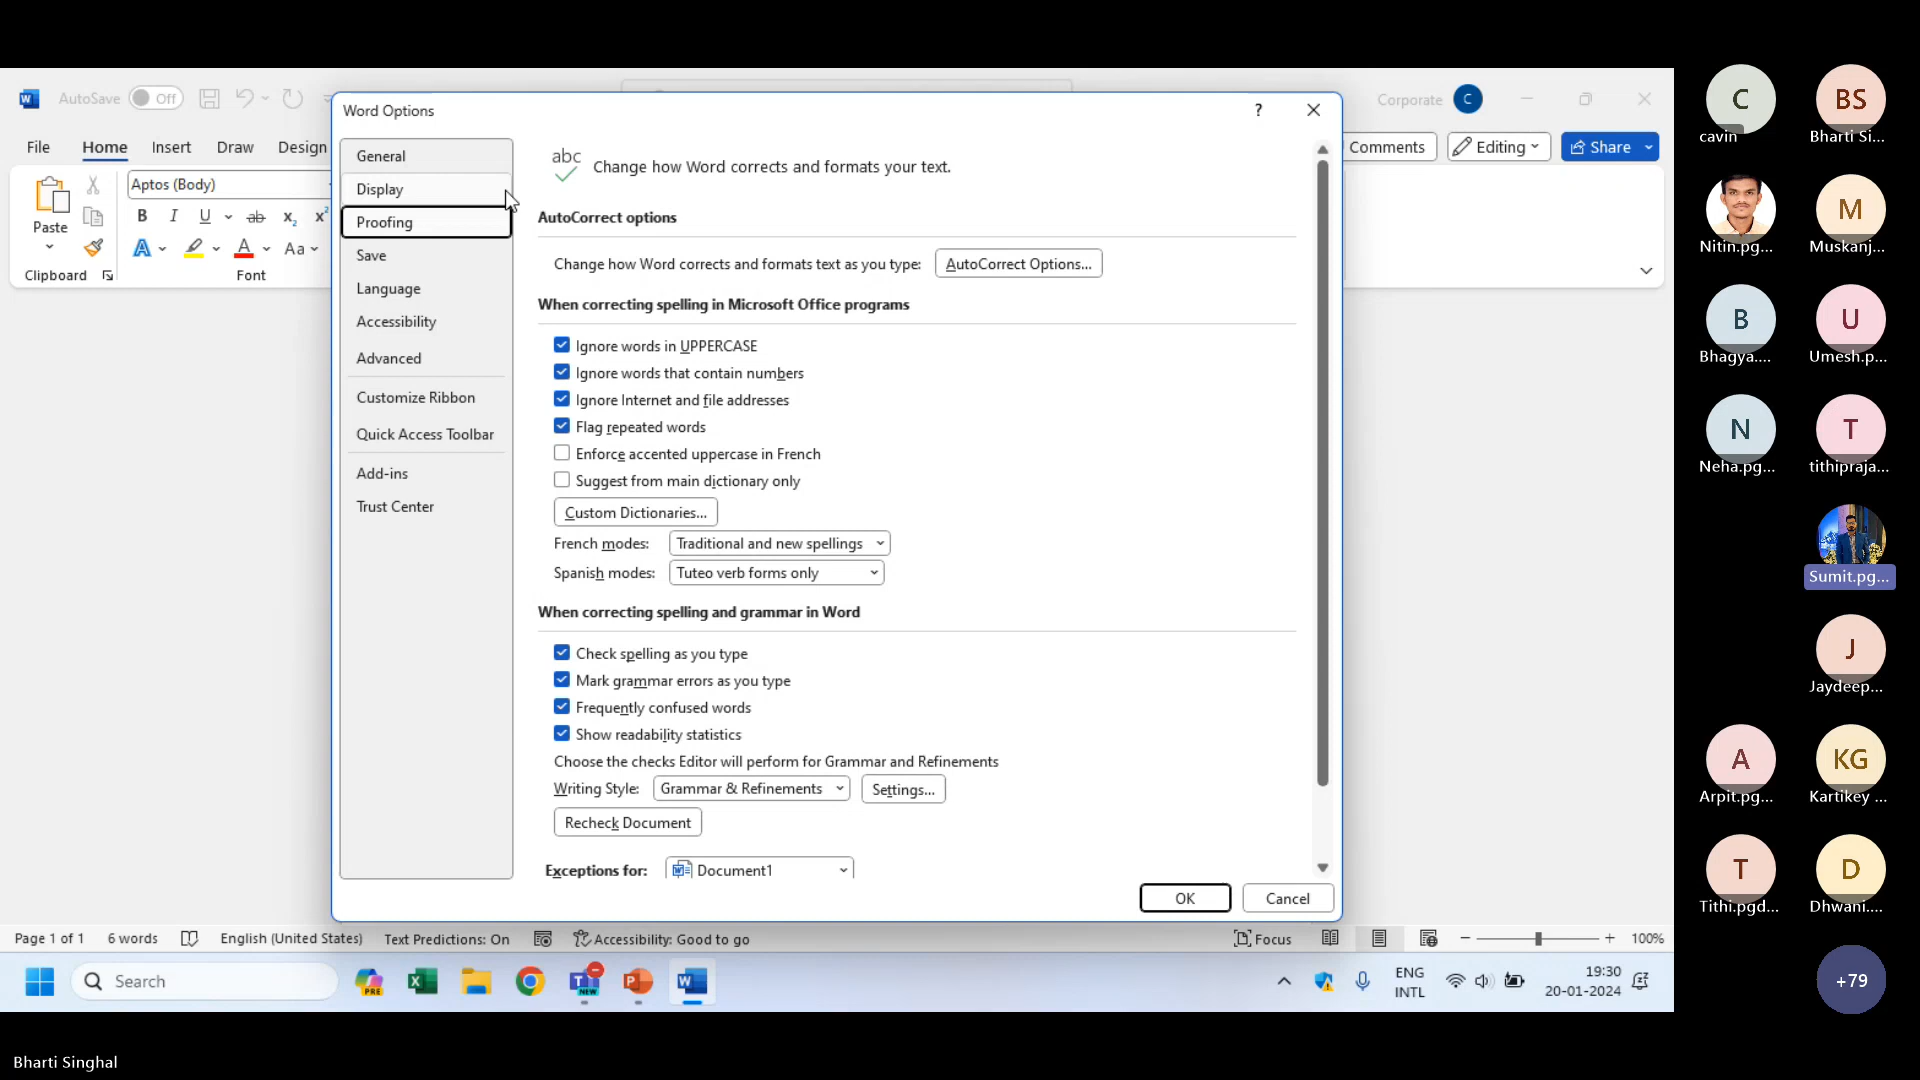 AutoSave Off
Corporate C
Word Options
?
File Home Insert Draw Design
Comments Editing Share
Paste
Aptos (Body)
B I U ab x₂ x²
A A Aa
Clipboard Font
General
Display
Proofing
Save
Language
Accessibility
Advanced
Customize Ribbon
Quick Access Toolbar
Add-ins
Trust Center
abc
Change how Word corrects and formats your text.
AutoCorrect options
Change how Word corrects and formats text as you type: AutoCorrect Options...
When correcting spelling in Microsoft Office programs
Ignore words in UPPERCASE
Ignore words that contain numbers
Ignore Internet and file addresses
Flag repeated words
Enforce accented uppercase in French
Suggest from main dictionary only
Custom Dictionaries...
French modes: Traditional and new spellings
Spanish modes: Tuteo verb forms only
When correcting spelling and grammar in Word
Check spelling as you type
Mark grammar errors as you type
Frequently confused words
Show readability statistics
Choose the checks Editor will perform for Grammar and Refinements
Writing Style: Grammar & Refinements Settings...
Recheck Document
Exceptions for: Document1
OK Cancel
Page 1 of 1 6 words English (United States) Text Predictions: On Accessibility: Good to go
Focus 100%
Search
PRE
NEW
ENG
INTL
19:30
20-01-2024
C BS
cavin Bharti Si...
M
Nitin.pg... Muskanj...
B U
Bhagya.... Umesh.p...
N T
Neha.pg... tithipraja...
Sumit.pg...
J
Jaydeep...
A KG
Arpit.pg... Kartikey ...
T D
Tithi.pgd... Dhwani....
+79
Bharti Singhal